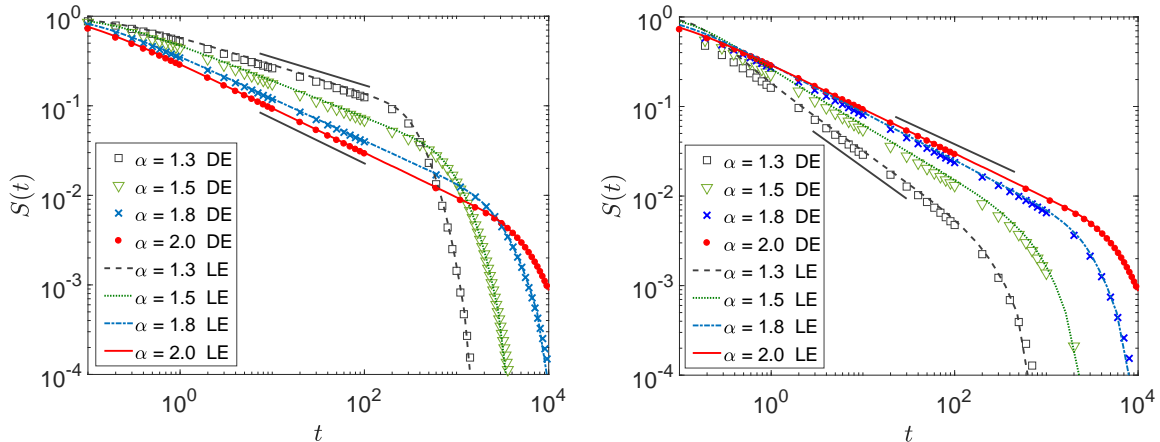 10^0
10^-1
10^-2
10^-3
10^-4
S(t)
10^0 10^2 10^4
t
α = 1.3 DE
α = 1.5 DE
α = 1.8 DE
α = 2.0 DE
α = 1.3 LE
α = 1.5 LE
α = 1.8 LE
α = 2.0 LE
10^0
10^-1
10^-2
10^-3
10^-4
S(t)
10^0 10^2 10^4
t
α = 1.3 DE
α = 1.5 DE
α = 1.8 DE
α = 2.0 DE
α = 1.3 LE
α = 1.5 LE
α = 1.8 LE
α = 2.0 LE